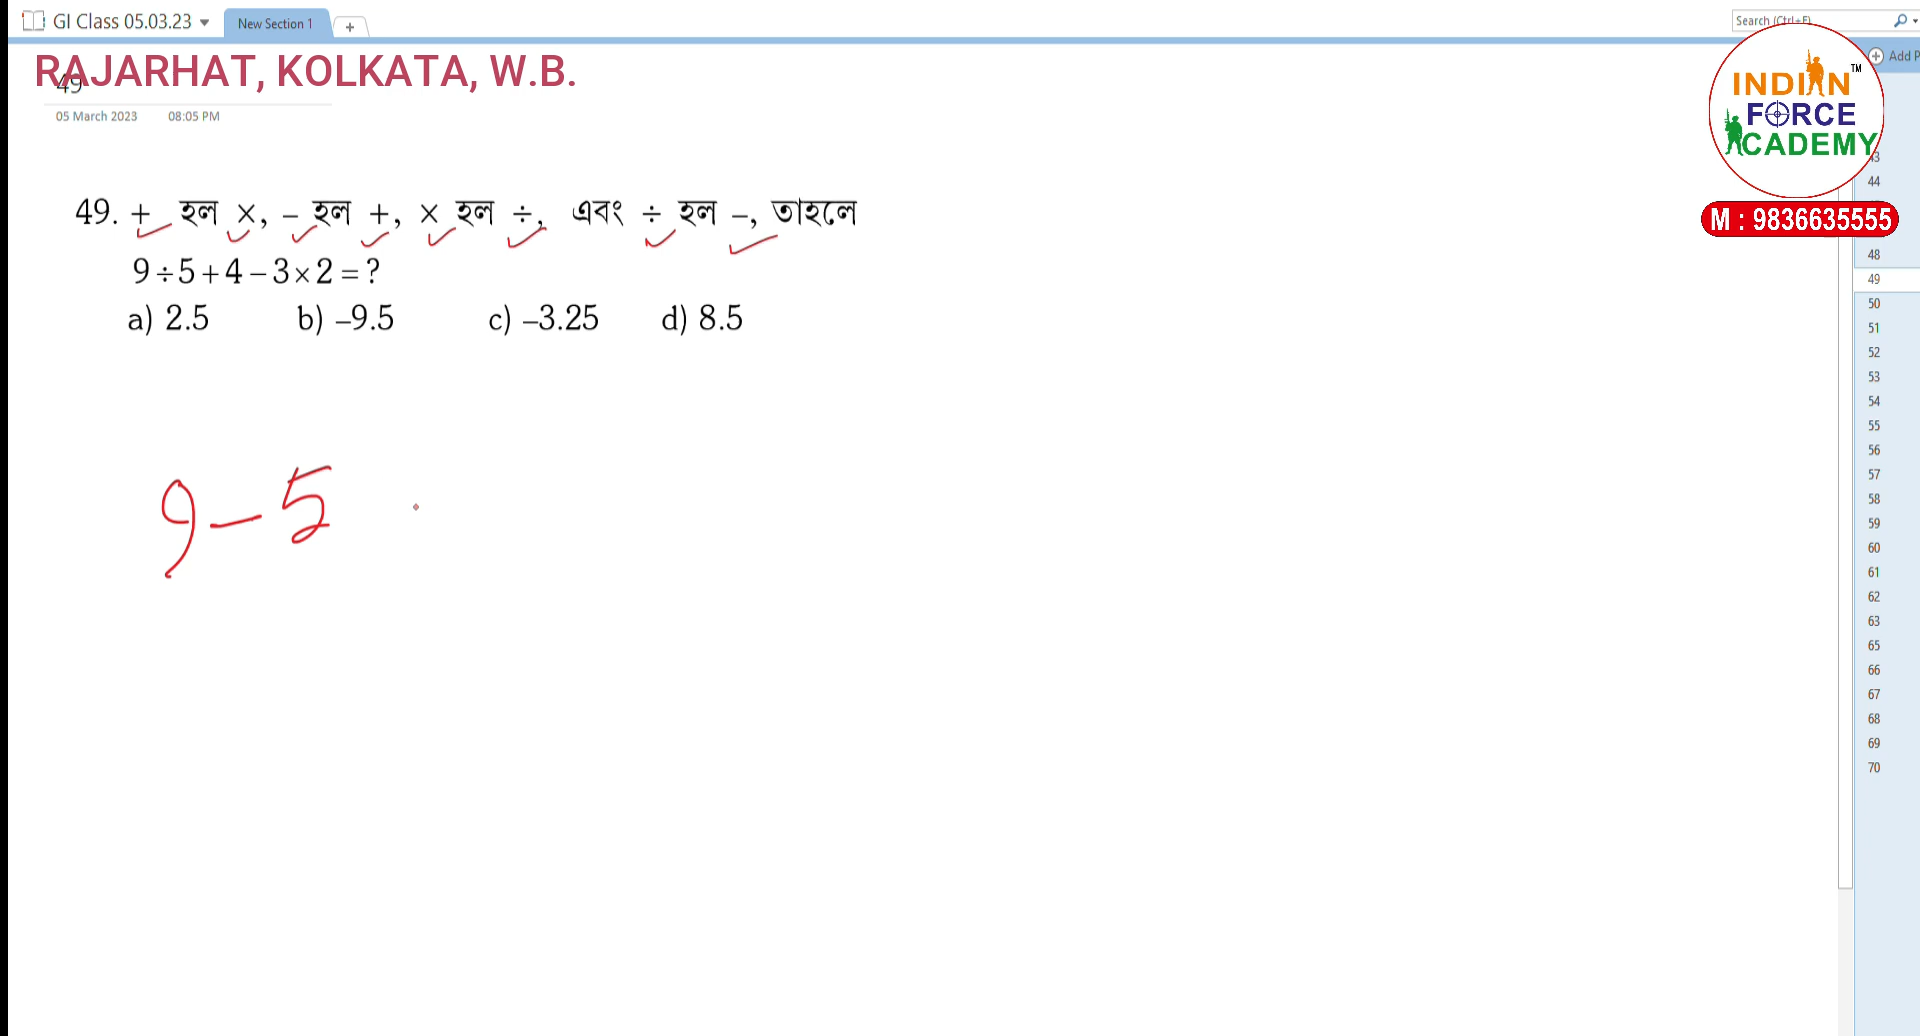 GI Class 05.03.23
New Section 1
+
Search (Ctrl+F)
RAJARHAT, KOLKATA, W.B.
49
05 March 2023 08:05 PM
INDIAN
FORCE
ACADEMY
TM
M : 9836635555
Add P
49. + হল ×, – হল +, × হল ÷, এবং ÷ হল –, তাহলে
9 ÷ 5 + 4 – 3 × 2 = ?
a) 2.5 b) –9.5 c) –3.25 d) 8.5
9 – 5
43
44
48
49
50
51
52
53
54
55
56
57
58
59
60
61
62
63
65
66
67
68
69
70